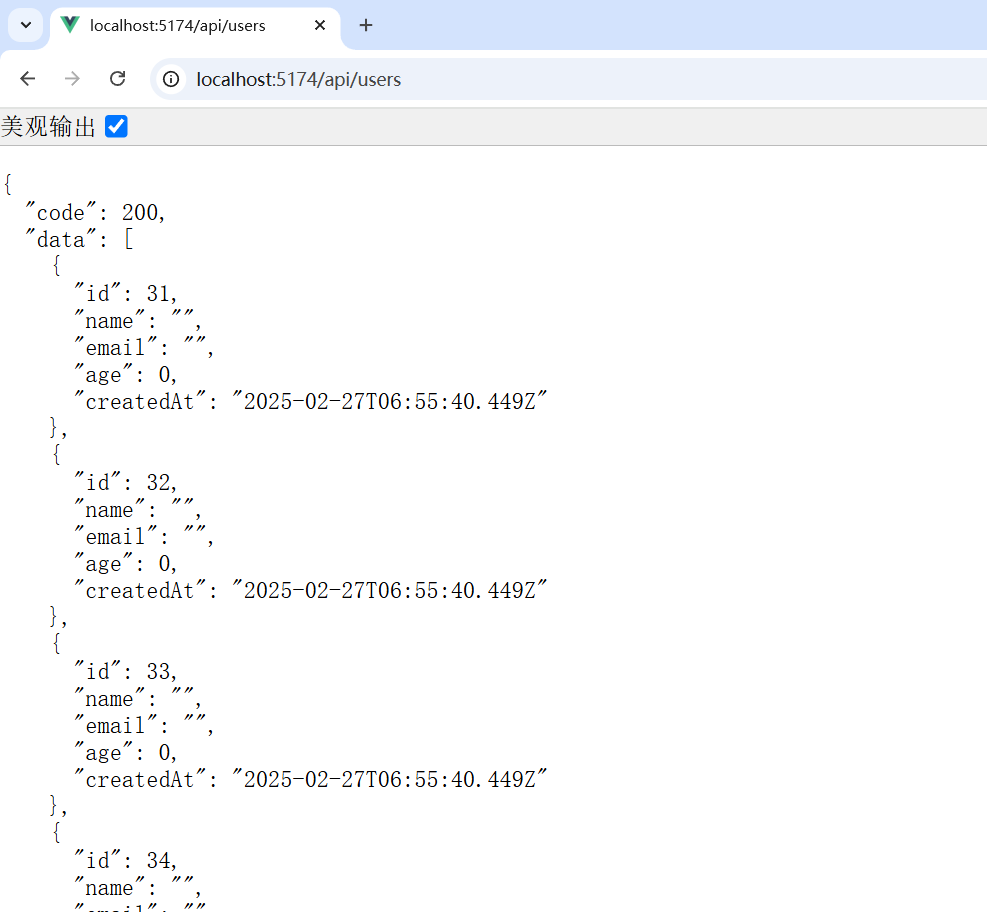 localhost:5174/api/users
localhost:5174/api/users
美观输出
{
  "code": 200,
  "data": [
    {
      "id": 31,
      "name": "",
      "email": "",
      "age": 0,
      "createdAt": "2025-02-27T06:55:40.449Z"
    },
    {
      "id": 32,
      "name": "",
      "email": "",
      "age": 0,
      "createdAt": "2025-02-27T06:55:40.449Z"
    },
    {
      "id": 33,
      "name": "",
      "email": "",
      "age": 0,
      "createdAt": "2025-02-27T06:55:40.449Z"
    },
    {
      "id": 34,
      "name": "",
      "email": ""